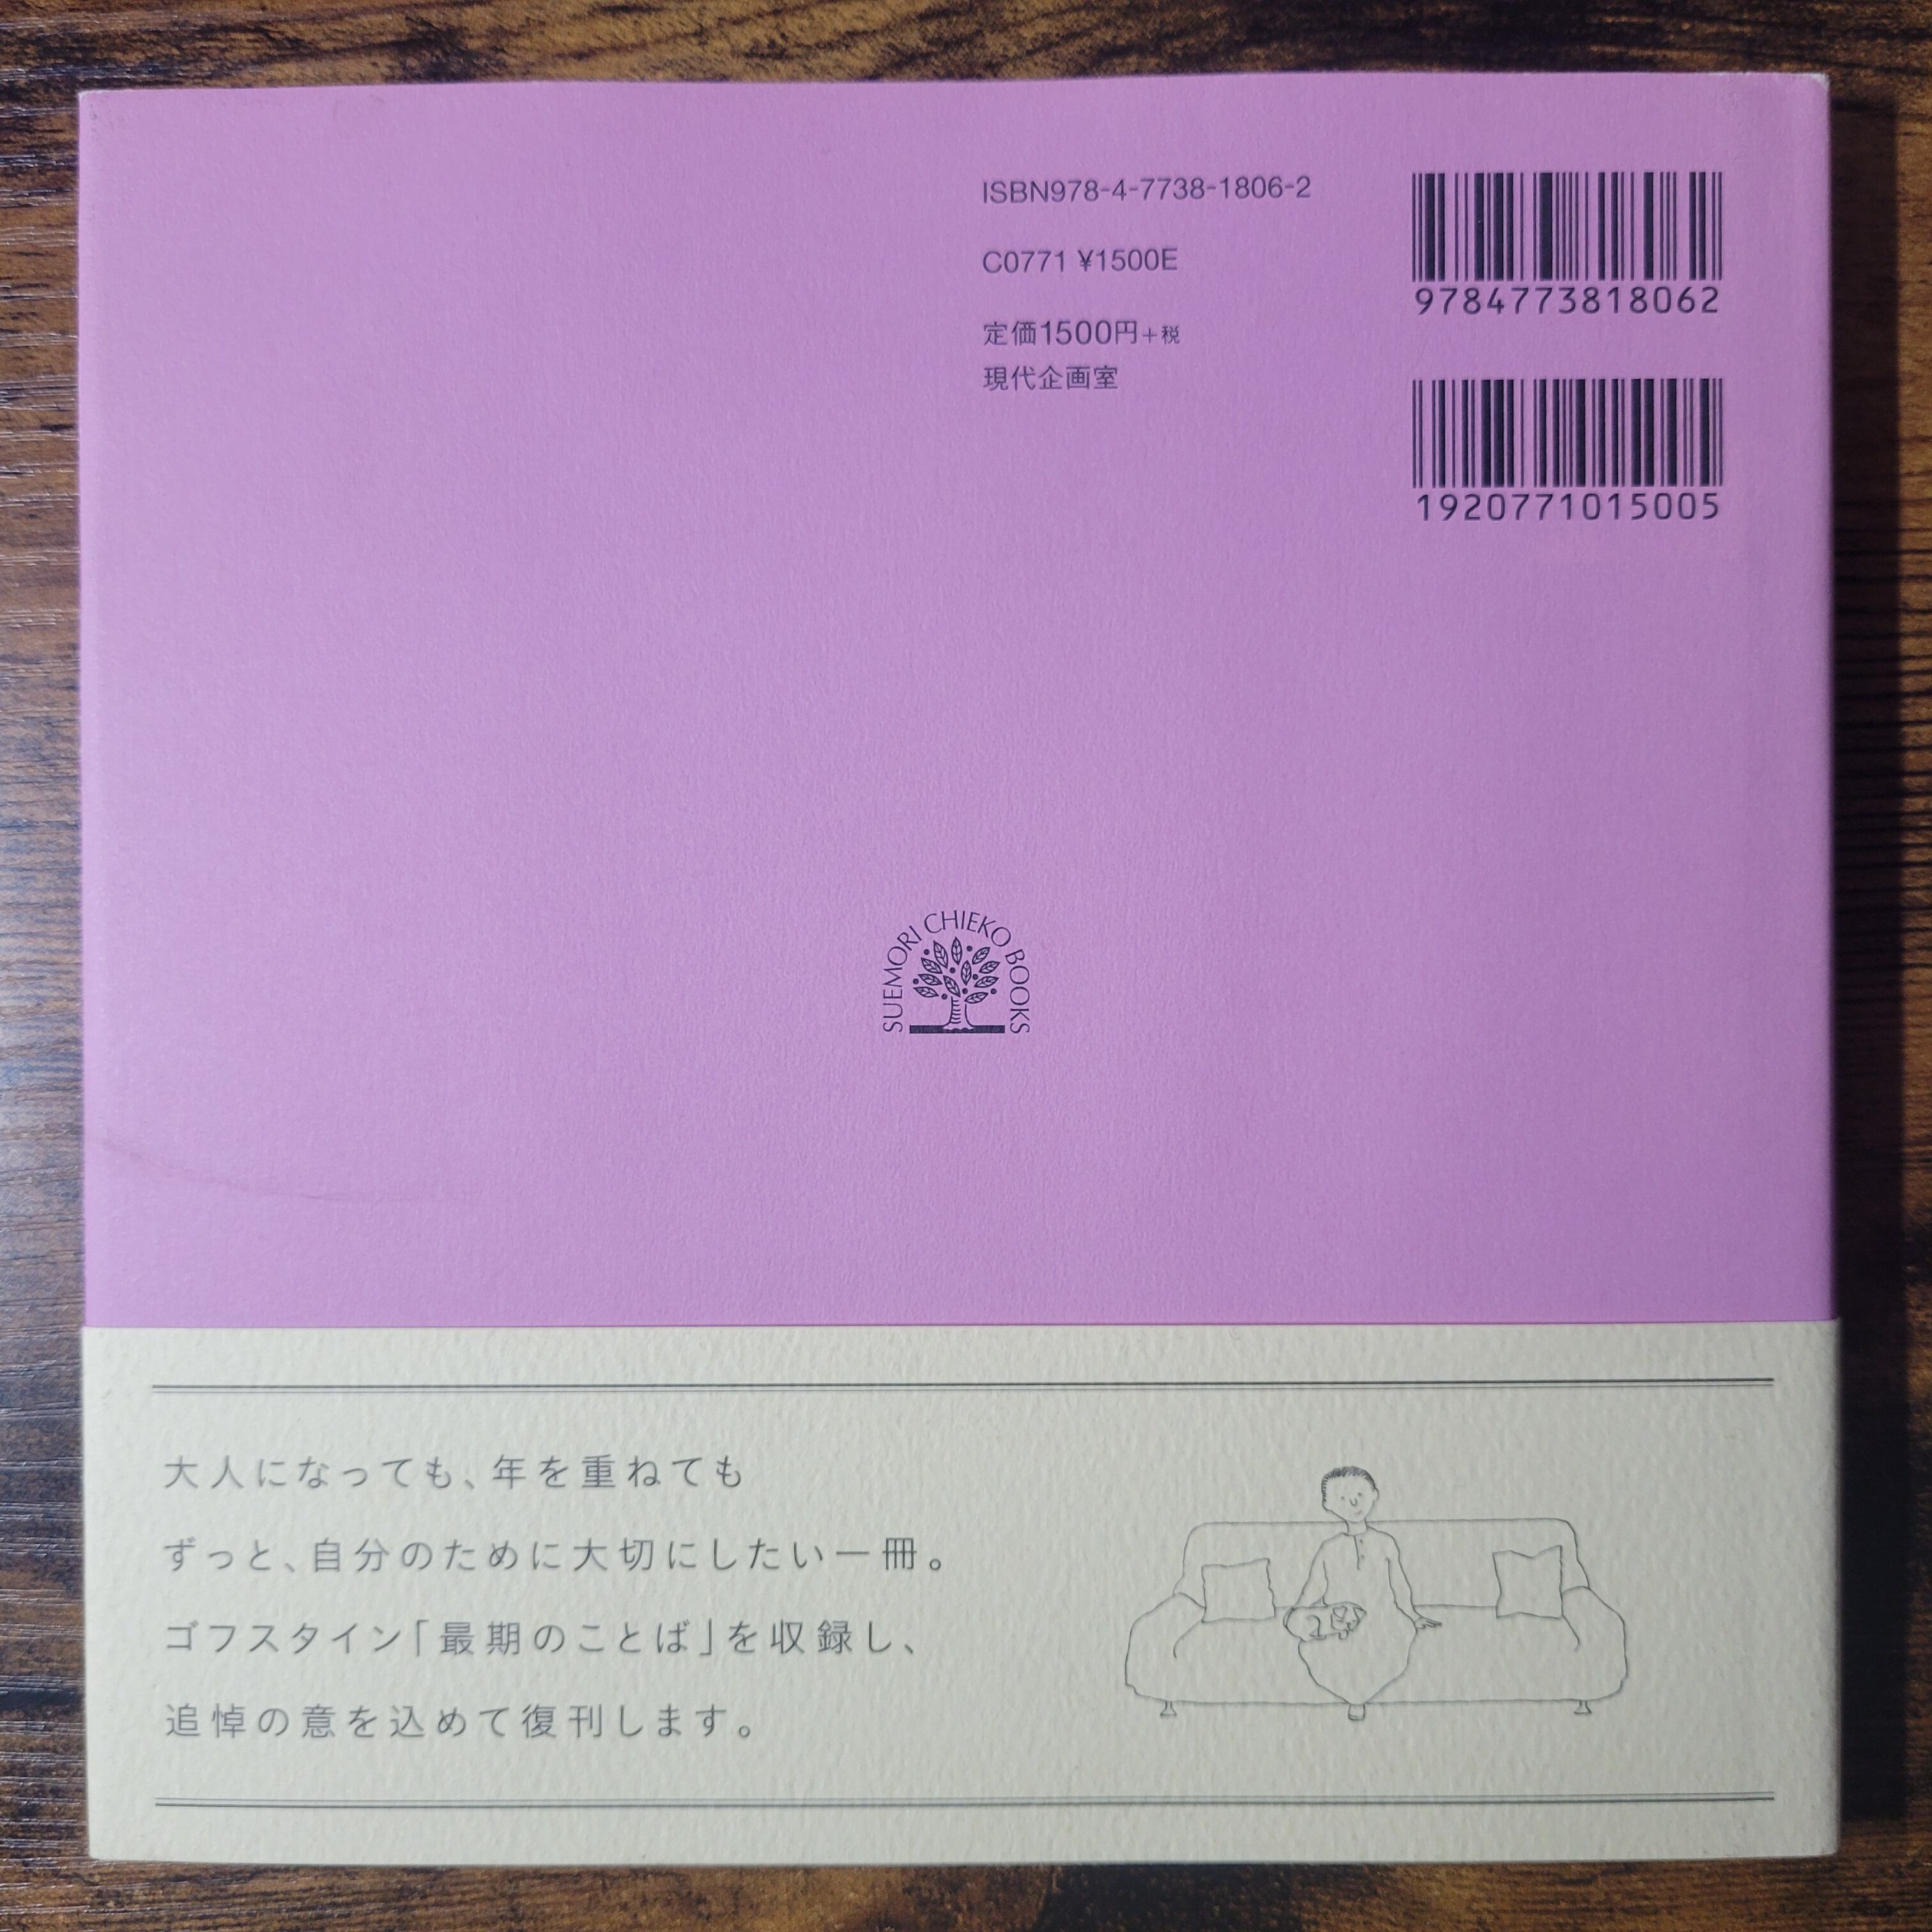 ISBN978-4-7738-1806-2
C0771 ¥1500E
定価1500円+税
現代企画室
9784773818062
1920771015005
SUEMORI CHIEKO BOOKS
大人になっても、年を重ねても
ずっと、自分のために大切にしたい一冊。
ゴフスタイン「最期のことば」を収録し、
追悼の意を込めて復刊します。